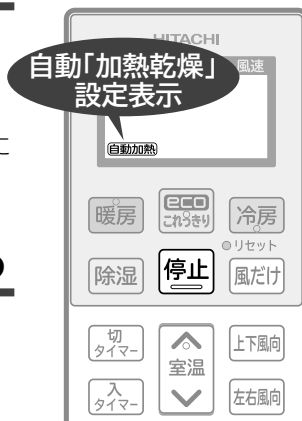 HITACHI
自動「加熱乾燥」
設定表示
風速
自動加熱
に
暖房
eco
これっきり
冷房
リセット
除湿
停止
風だけ
切
タイマー
室温
上下風向
入
タイマー
左右風向